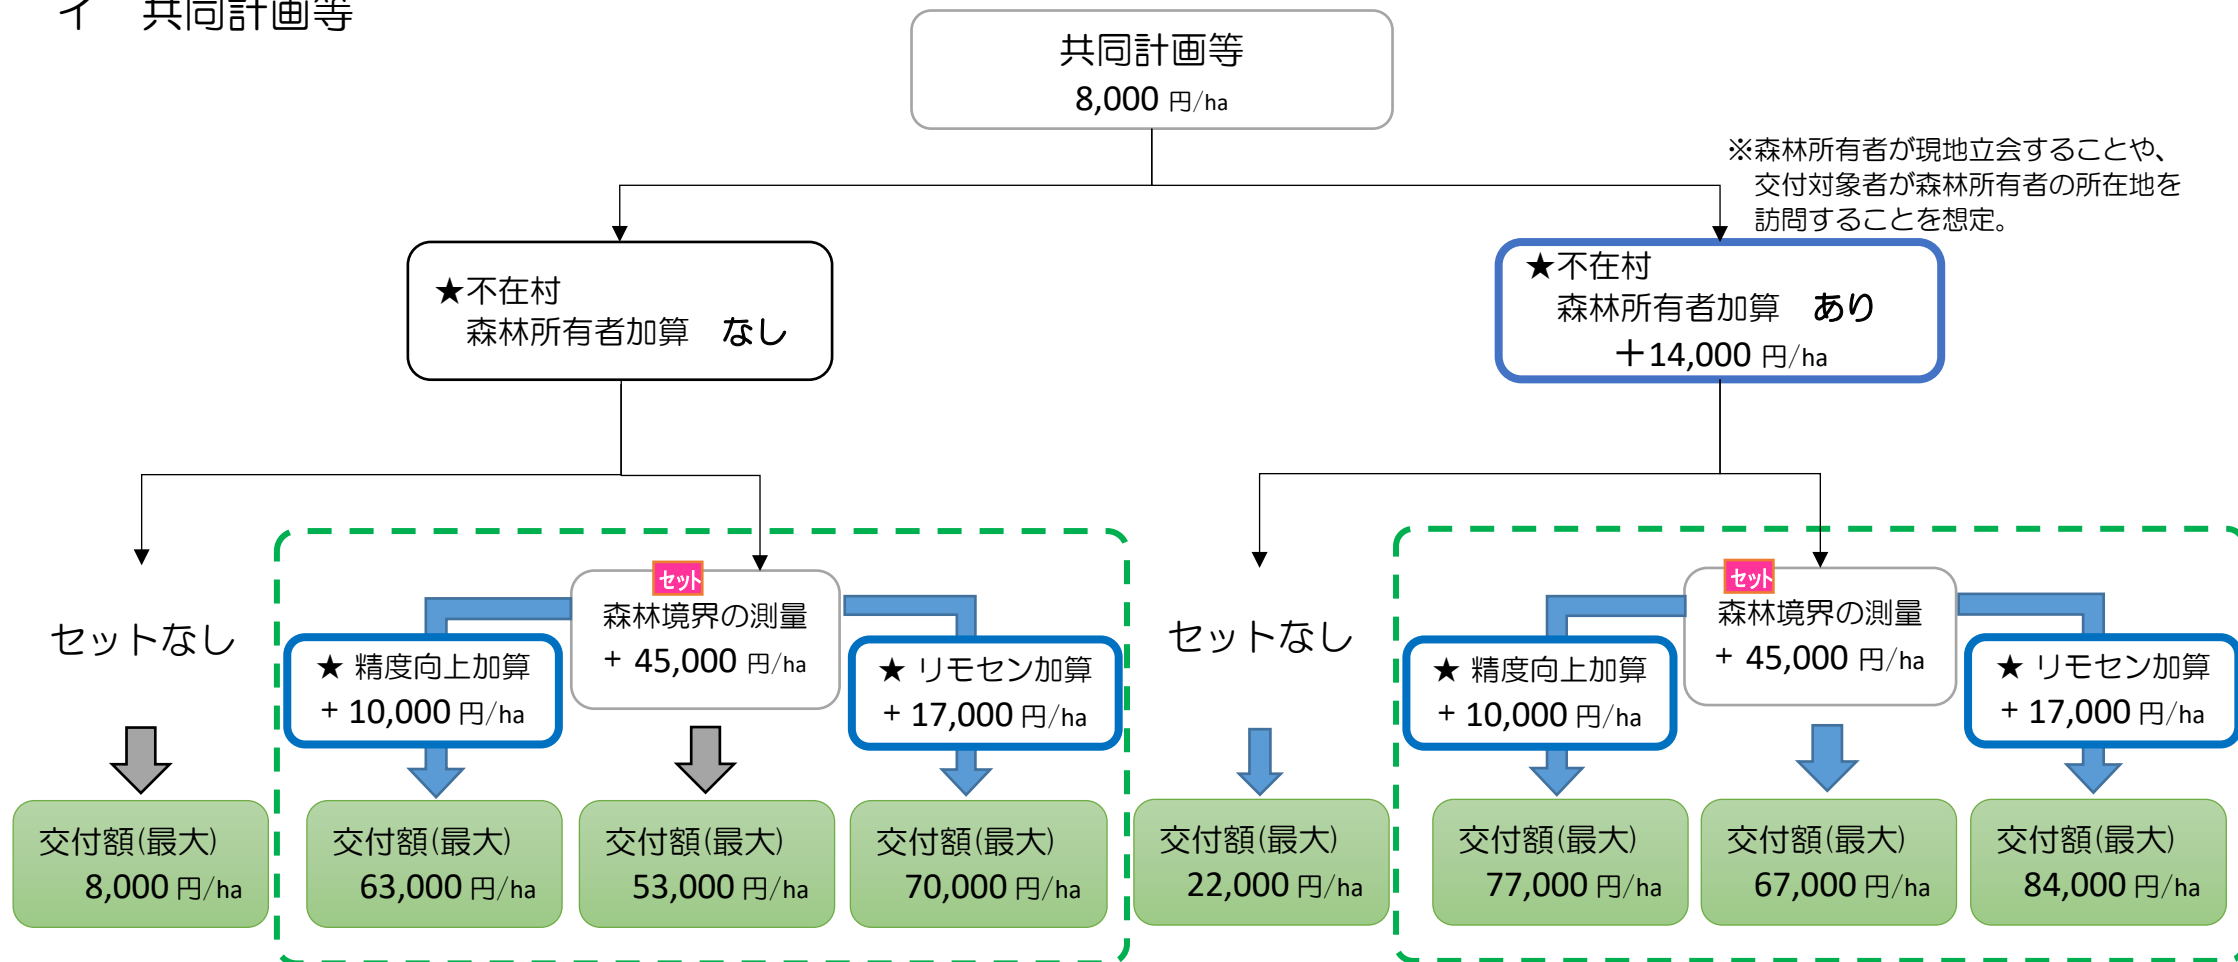 イ　共同計画等
共同計画等
8,000 円/ha
※森林所有者が現地立会することや、
交付対象者が森林所有者の所在地を
訪問することを想定。
★不在村
森林所有者加算　なし
★不在村
森林所有者加算　あり
＋14,000 円/ha
セットなし
★ 精度向上加算
+ 10,000 円/ha
セット
森林境界の測量
+ 45,000 円/ha
★ リモセン加算
+ 17,000 円/ha
セットなし
★ 精度向上加算
+ 10,000 円/ha
セット
森林境界の測量
+ 45,000 円/ha
★ リモセン加算
+ 17,000 円/ha
交付額(最大)
8,000 円/ha
交付額(最大)
63,000 円/ha
交付額(最大)
53,000 円/ha
交付額(最大)
70,000 円/ha
交付額(最大)
22,000 円/ha
交付額(最大)
77,000 円/ha
交付額(最大)
67,000 円/ha
交付額(最大)
84,000 円/ha